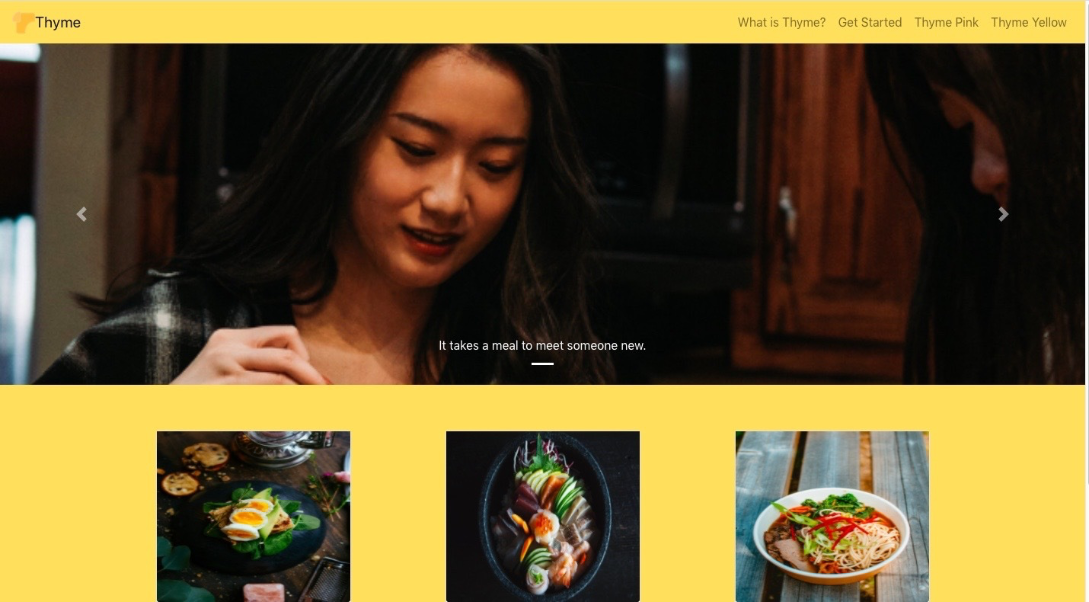 Thyme
What is Thyme? Get Started Thyme Pink Thyme Yellow
It takes a meal to meet someone new.